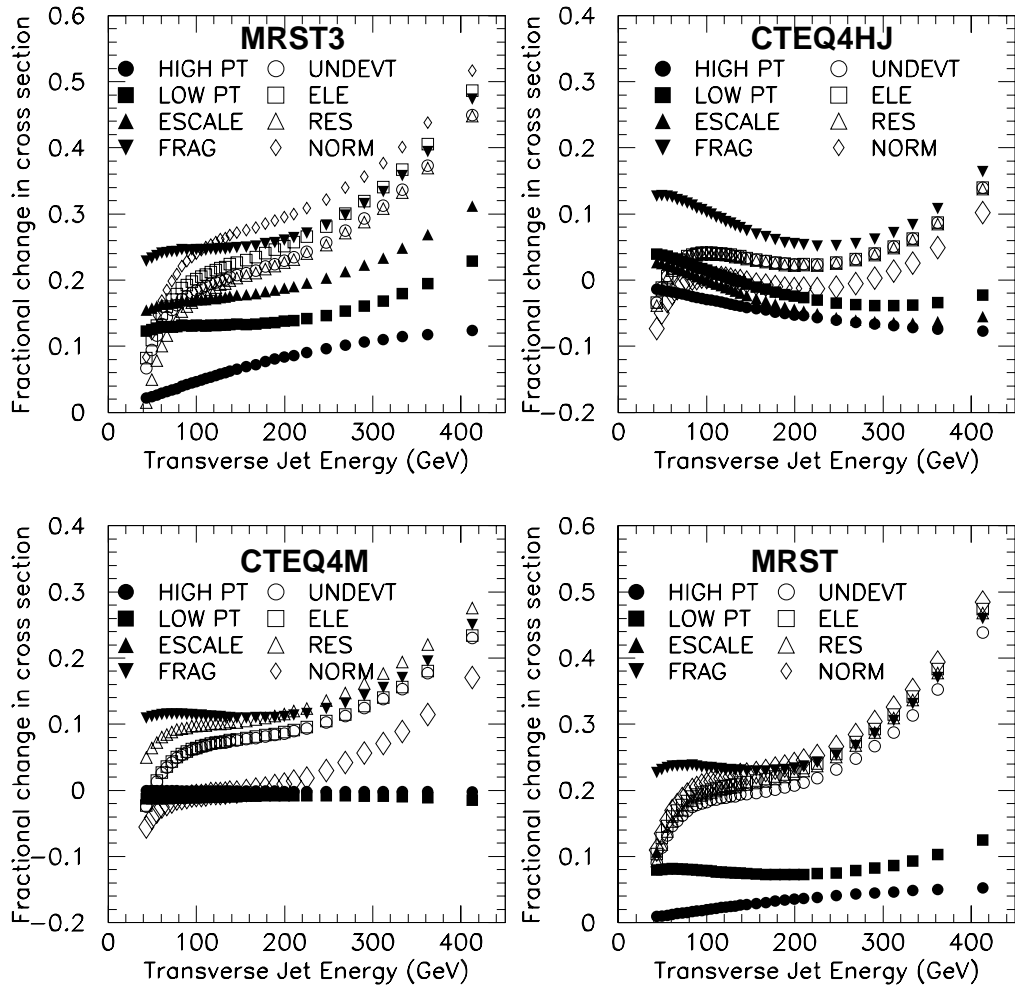 MRST3
HIGH PT UNDEVT
LOW PT ELE
ESCALE RES
FRAG NORM
0.6
0.5
0.4
0.3
0.2
0.1
0
Fractional change in cross section
0 100 200 300 400
Transverse Jet Energy (GeV)
CTEQ4HJ
HIGH PT UNDEVT
LOW PT ELE
ESCALE RES
FRAG NORM
0.4
0.3
0.2
0.1
0
-0.1
-0.2
Fractional change in cross section
0 100 200 300 400
Transverse Jet Energy (GeV)
CTEQ4M
HIGH PT UNDEVT
LOW PT ELE
ESCALE RES
FRAG NORM
0.4
0.3
0.2
0.1
0
-0.1
-0.2
Fractional change in cross section
0 100 200 300 400
Transverse Jet Energy (GeV)
MRST
HIGH PT UNDEVT
LOW PT ELE
ESCALE RES
FRAG NORM
0.6
0.5
0.4
0.3
0.2
0.1
0
Fractional change in cross section
0 100 200 300 400
Transverse Jet Energy (GeV)